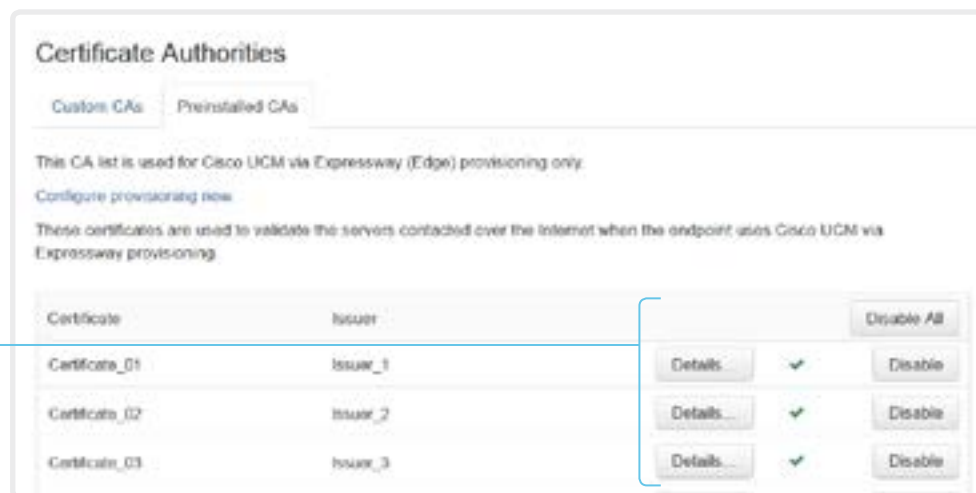 Certificate Authorities
Custom CAs Preinstalled CAs
This CA list is used for Cisco UCM via Expressway (Edge) provisioning only.
Configure provisioning now.
These certificates are used to validate the servers contacted over the Internet when the endpoint uses Cisco UCM via
Expressway provisioning.
Certificate Issuer Disable All
Certificate_01 Issuer_1 Details... ✔ Disable
Certificate_02 Issuer_2 Details... ✔ Disable
Certificate_03 Issuer_3 Details... ✔ Disable